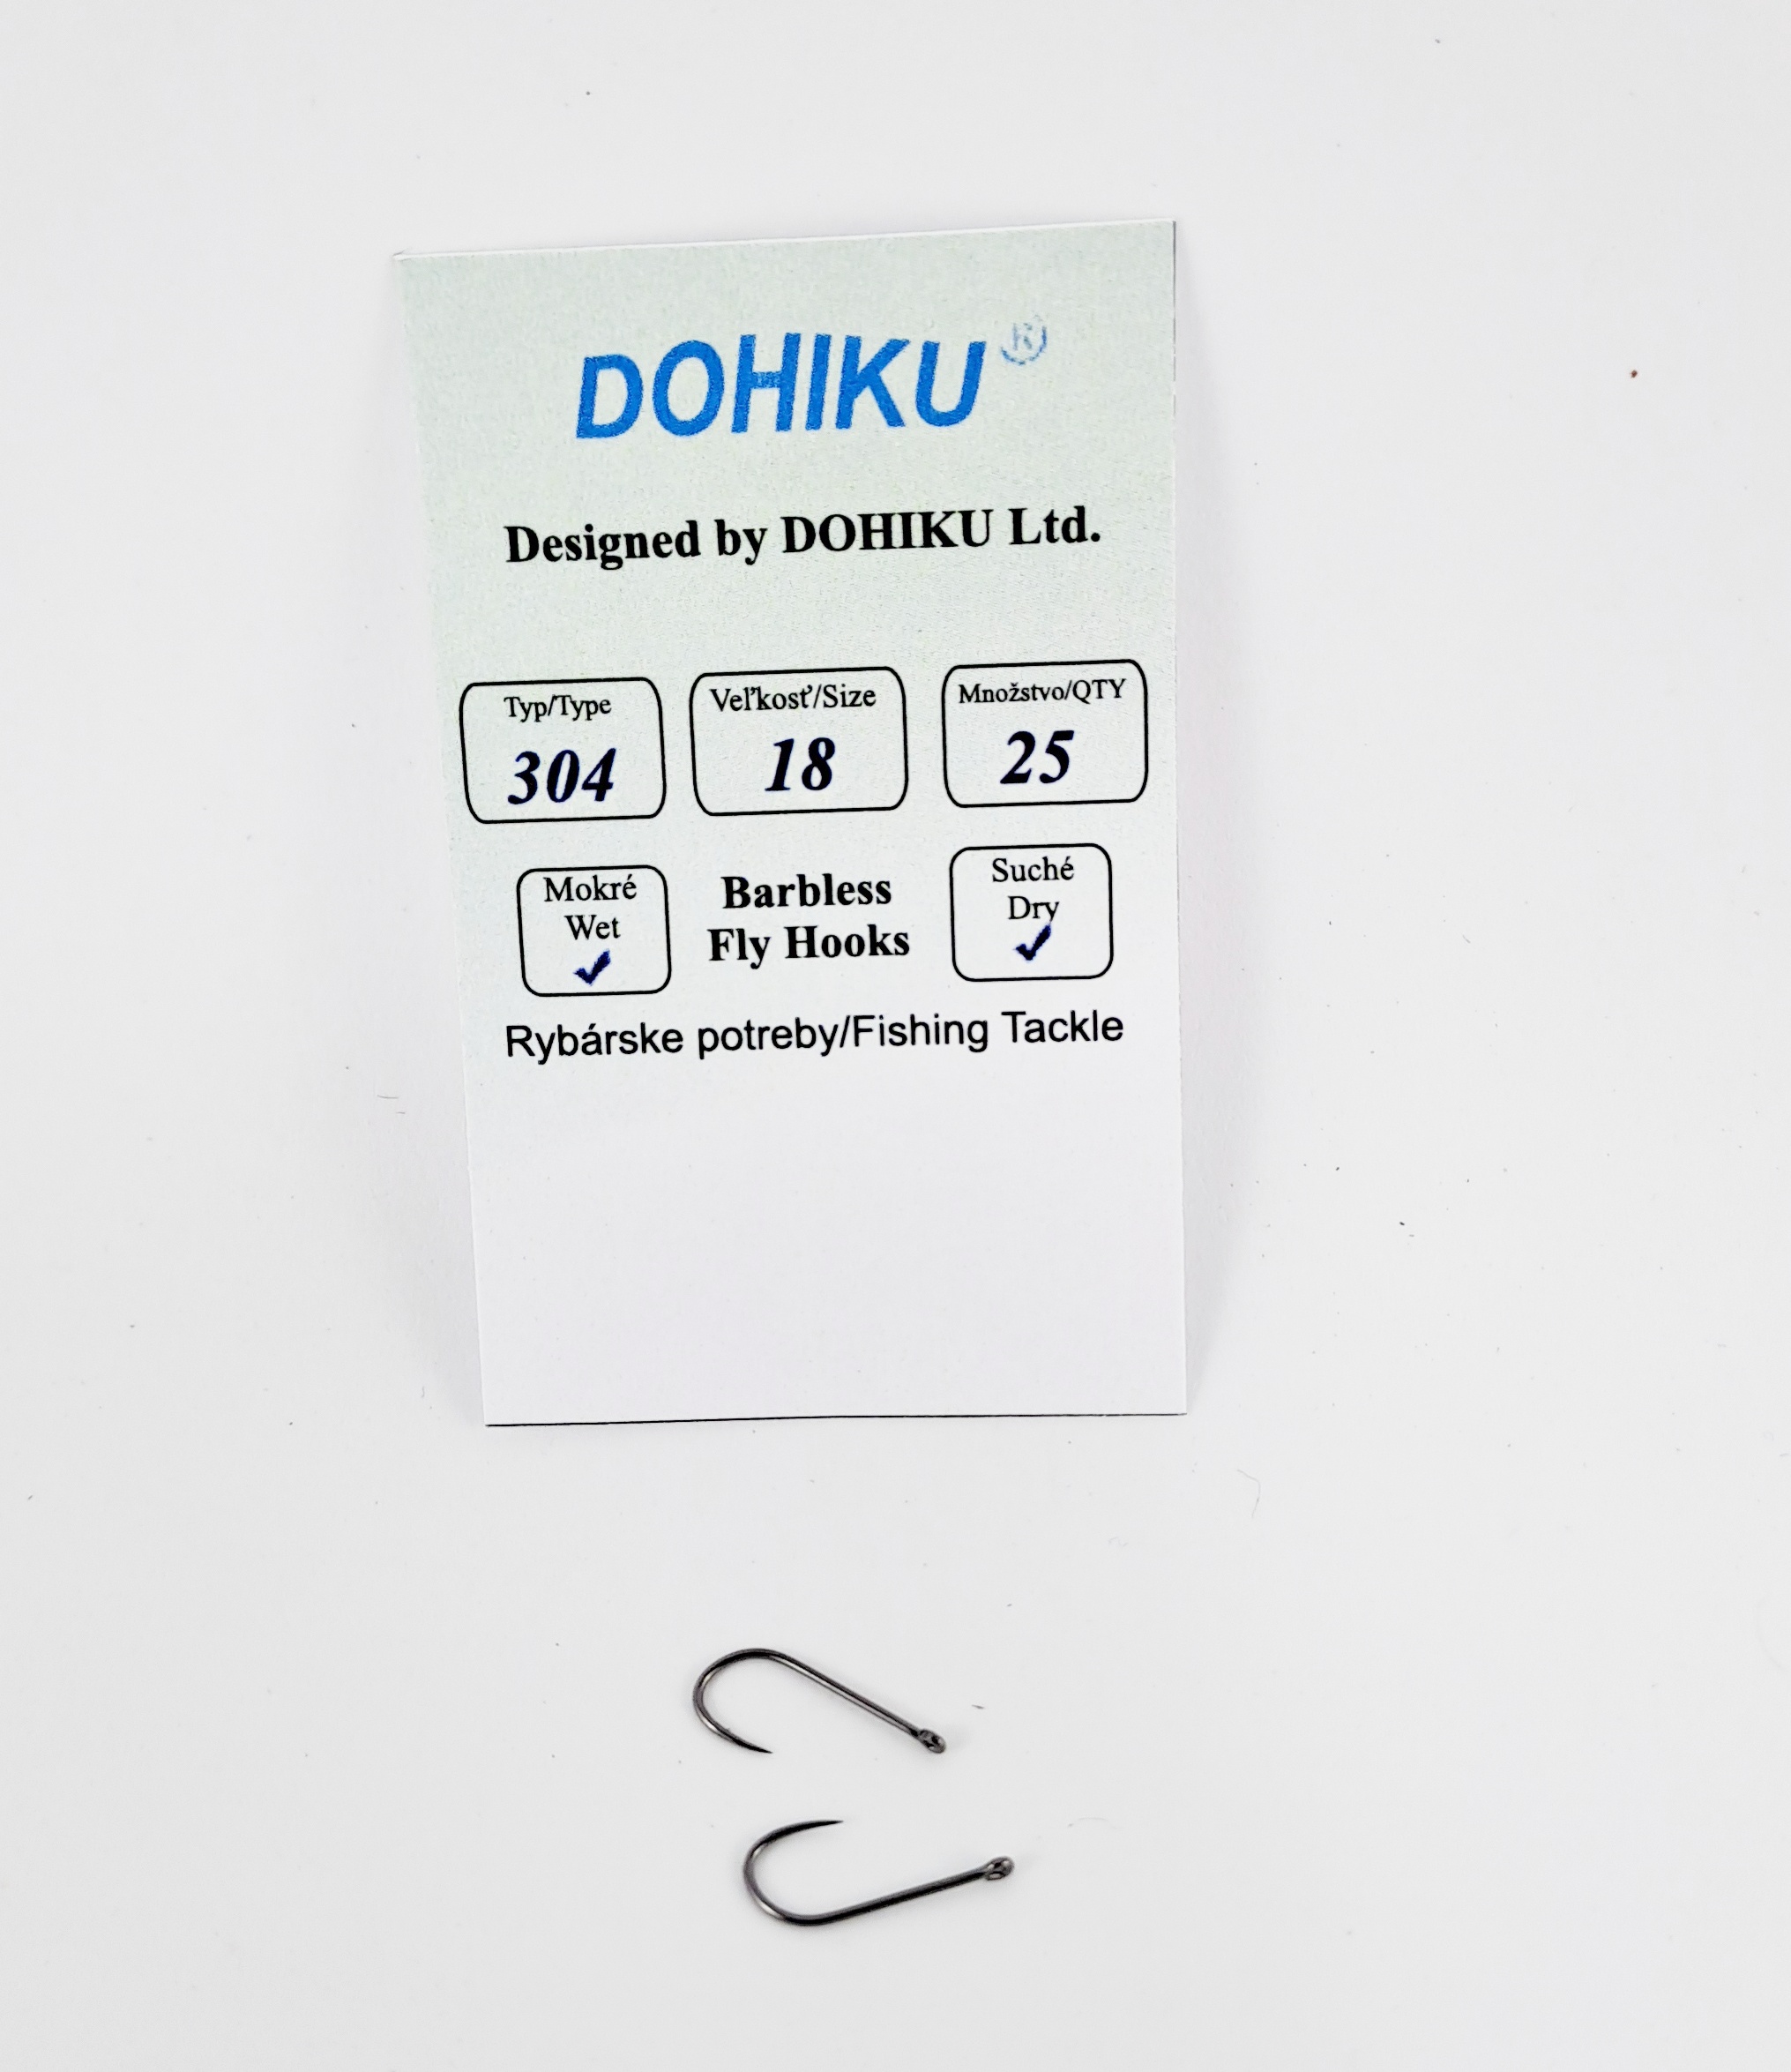 DOHIKU ®
Designed by DOHIKU Ltd.
Typ/Type
304
Veľkosť/Size
18
Množstvo/QTY
25
Mokré
Wet
✓
Barbless
Fly Hooks
Suché
Dry
✓
Rybárske potreby/Fishing Tackle